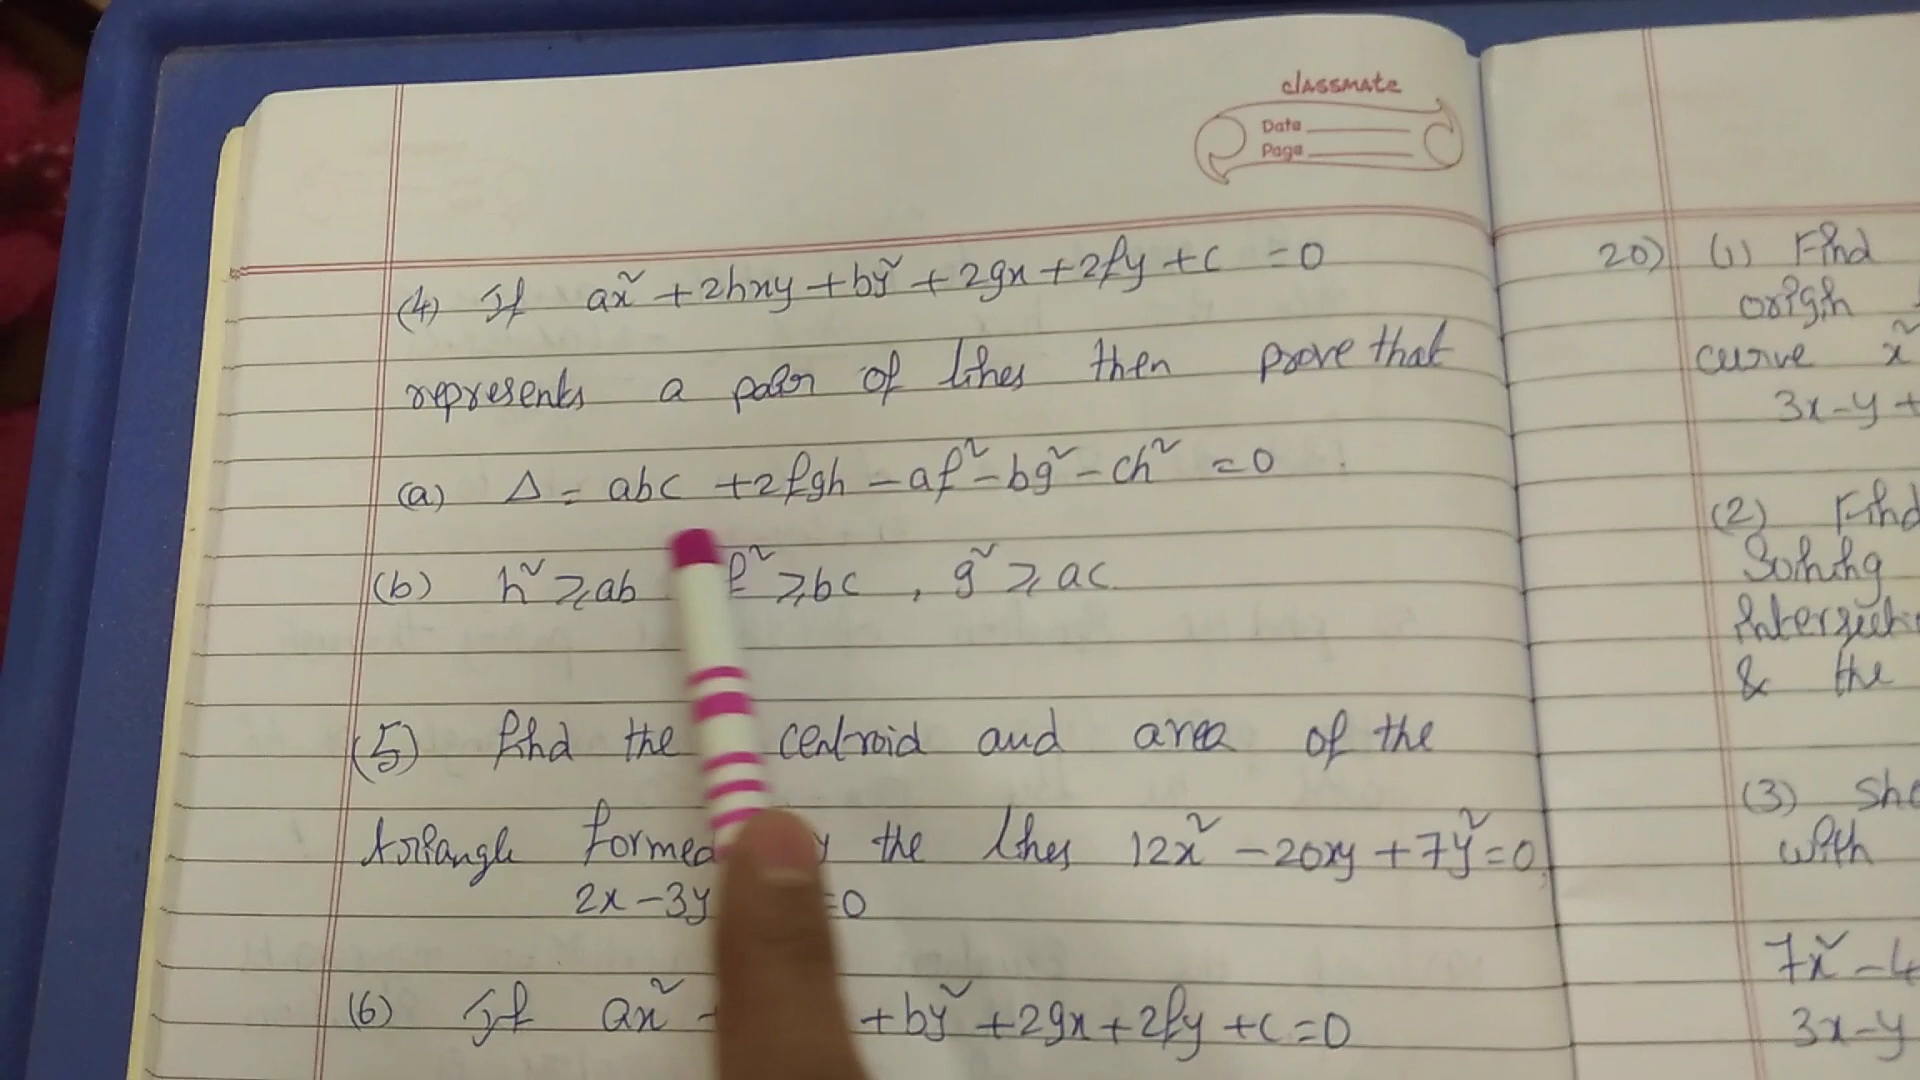 classmate
Date
Page
(4) If ax² + 2hxy + by² + 2gx + 2fy + c = 0
represents a pair of lines then prove that
(a) Δ = abc + 2fgh - af² - bg² - ch² = 0
(b) h² ≥ ab f² ≥ bc , g² ≥ ac
(5) find the centroid and area of the
triangle formed the lines 12x² - 20xy + 7y² = 0,
2x - 3y = 0
(6) If ax² + by² + 2gx + 2fy + c = 0
20) (1) Find
origin
curve x²
3x - y +
(2) Find
joining
& the
(3) Sho
with
7x² - 4
3x - y